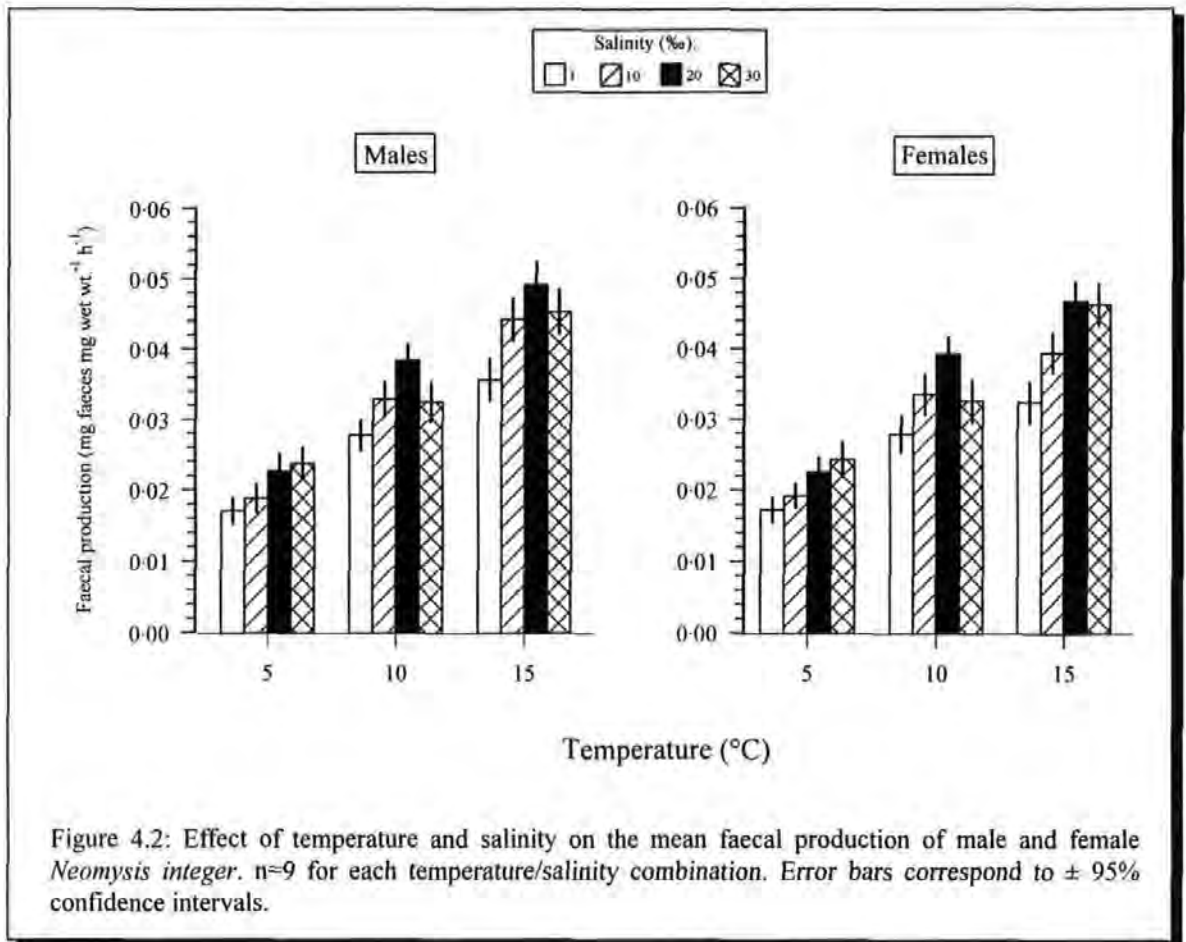 Salinity (‰):
1 10 20 30
Males
Females
Faecal production (mg faeces mg wet wt⁻¹ h⁻¹)
0·06
0·05
0·04
0·03
0·02
0·01
0·00
5 10 15
0·06
0·05
0·04
0·03
0·02
0·01
0·00
5 10 15
Temperature (°C)
Figure 4.2: Effect of temperature and salinity on the mean faecal production of male and female
Neomysis integer. n=9 for each temperature/salinity combination. Error bars correspond to ± 95%
confidence intervals.